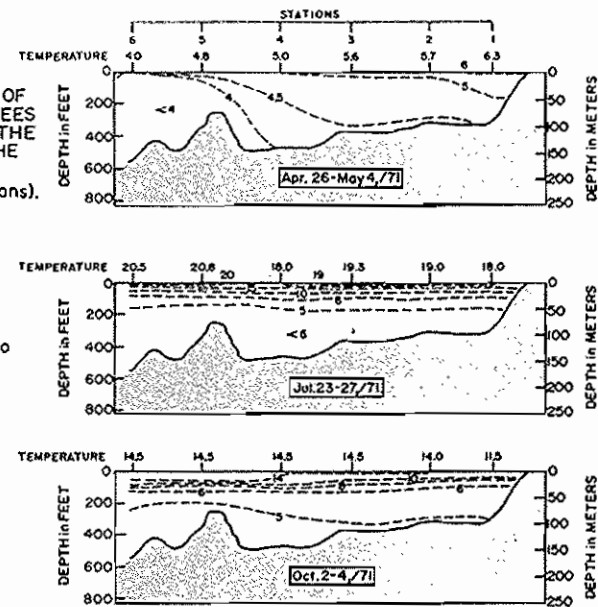 STATIONS
6 5 4 3 2 1
TEMPERATURE 4.0 4.8 5.0 5.6 5.7 6.3
OF
EES
THE
HE
ans).
DEPTH in FEET
0
200
400
600
800
<4 4 4.5 5 6
Apr. 26-May 4,/71
0
50
100
150
200
250
DEPTH in METERS
TEMPERATURE 20.5 20.8 18.0 19.3 19.0 18.0
20 19
o
DEPTH in FEET
0
200
400
600
800
10
5
Jul.23-27,/71
0
50
100
150
200
250
DEPTH in METERS
TEMPERATURE 14.5 14.5 14.5 14.5 14.0 11.5
DEPTH in FEET
0
200
400
600
800
14
6 6
5
Oct.2-4,/71
0
50
100
150
200
250
DEPTH in METERS